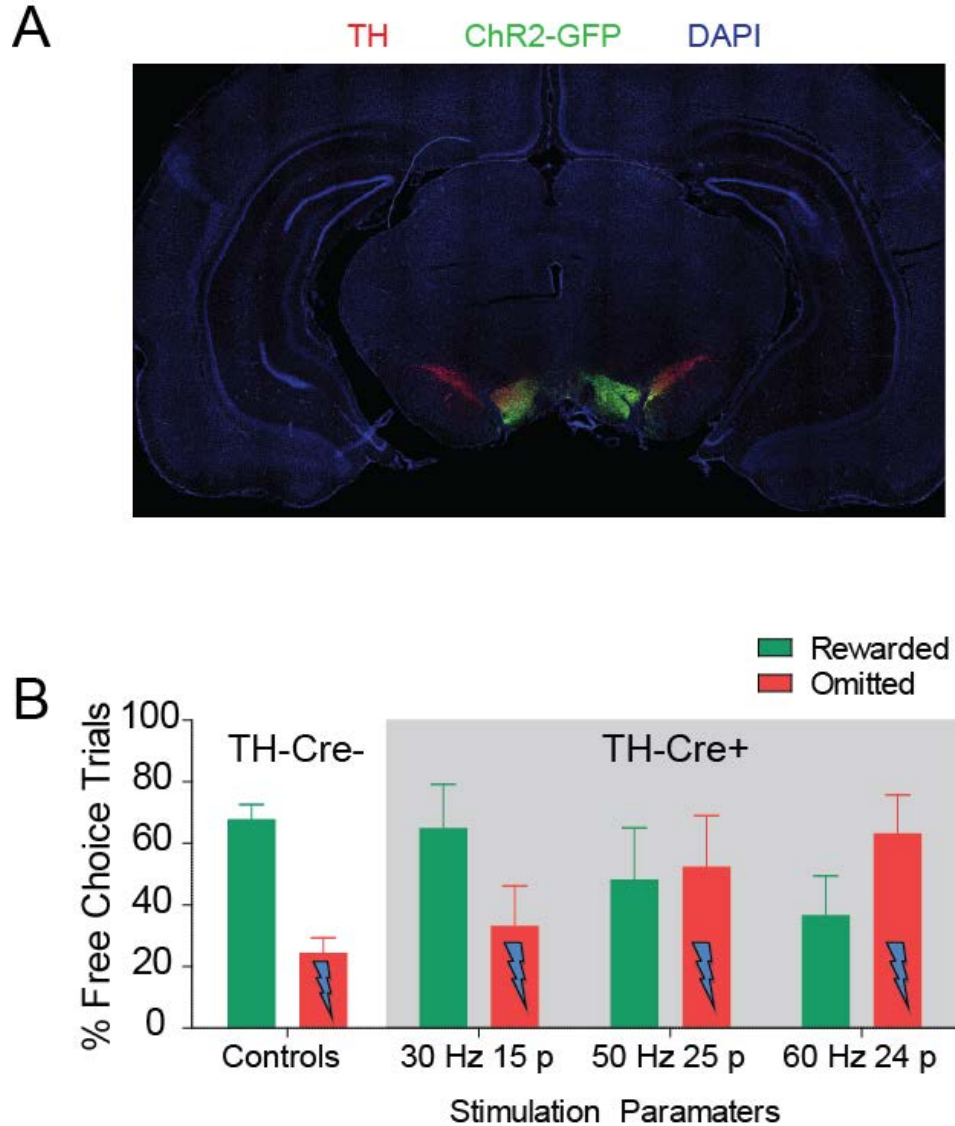 A
TH ChR2-GFP DAPI
Rewarded
Omitted
B
% Free Choice Trials
100
80
60
40
20
0
TH-Cre-
TH-Cre+
Controls
30 Hz 15 p
50 Hz 25 p
60 Hz 24 p
Stimulation Paramaters